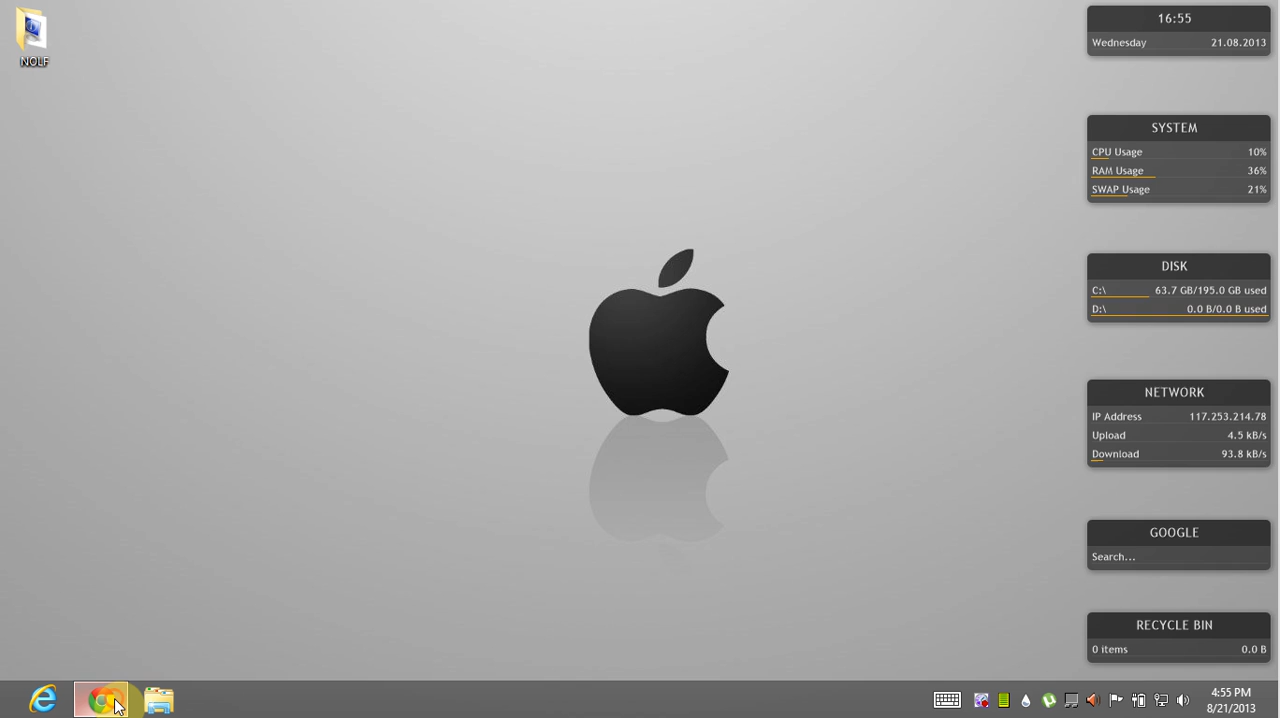 NOLF
16:55
Wednesday 21.08.2013
SYSTEM
CPU Usage 10%
RAM Usage 36%
SWAP Usage 21%
DISK
C:\ 63.7 GB/195.0 GB used
D:\ 0.0 B/0.0 B used
NETWORK
IP Address 117.253.214.78
Upload 4.5 kB/s
Download 93.8 kB/s
GOOGLE
Search...
RECYCLE BIN
0 items 0.0 B
4:55 PM
8/21/2013